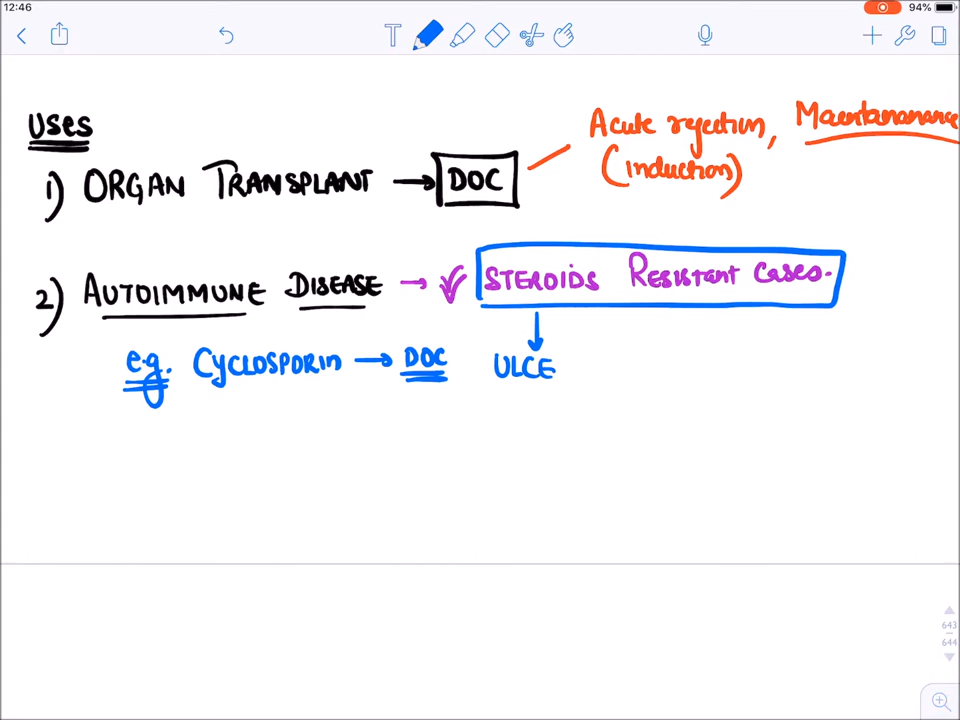 12:46
94%
T
Uses
Acute rejection, Maintananance
(induction)
1) ORGAN TRANSPLANT → DOC
2) AUTOIMMUNE DISEASE → STEROIDS Resistant cases.
e.g. CYCLOSPORIN → DOC ULCE
643
644